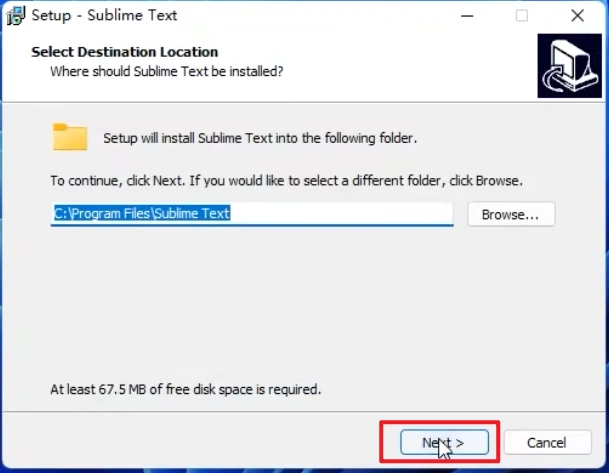 Setup - Sublime Text
Select Destination Location
Where should Sublime Text be installed?
Setup will install Sublime Text into the following folder.
To continue, click Next. If you would like to select a different folder, click Browse.
C:\Program Files\Sublime Text
Browse...
At least 67.5 MB of free disk space is required.
Next >
Cancel